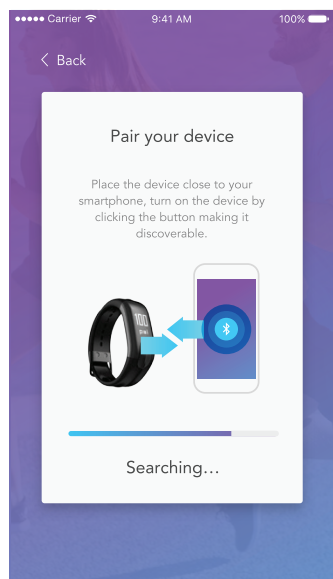 Carrier 9:41 AM 100%
Back
Pair your device
Place the device close to your
smartphone, turn on the device by
clicking the button making it
discoverable.
100
Searching...